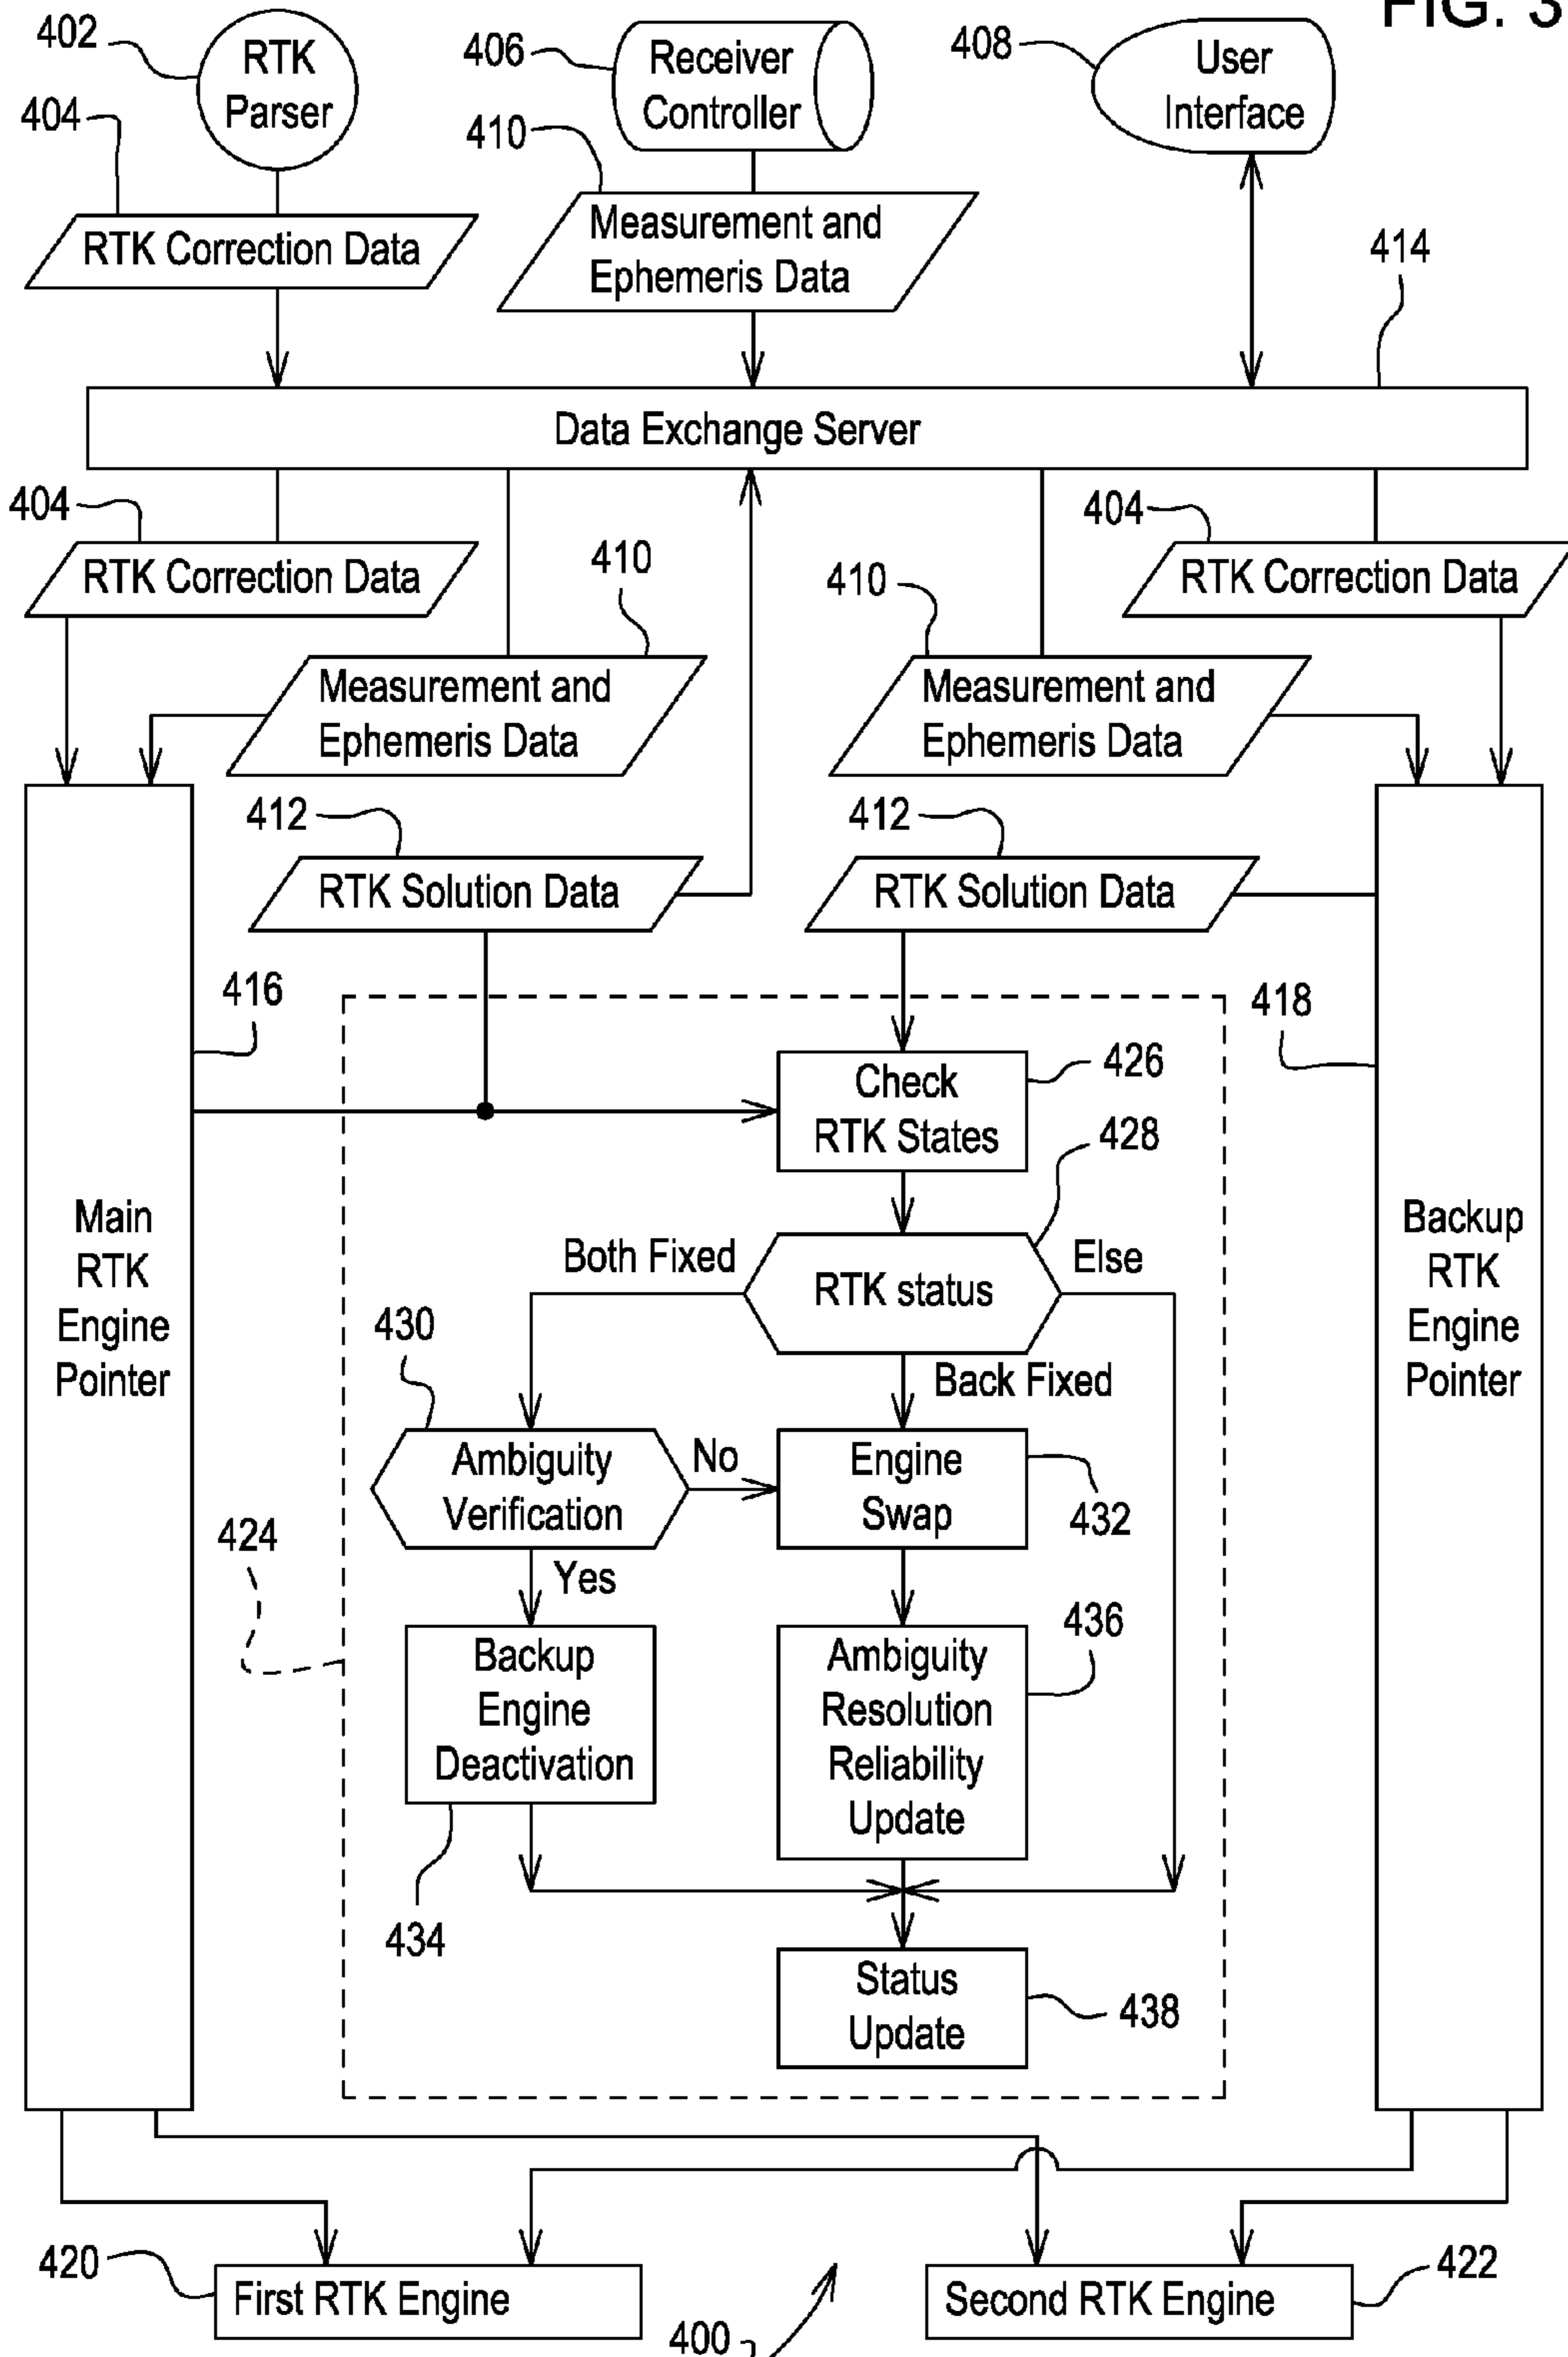 FIG. 3
402
RTK
Parser
406
Receiver
Controller
408
User
Interface
404
RTK Correction Data
410
Measurement and
Ephemeris Data
414
Data Exchange Server
404
RTK Correction Data
410
Measurement and
Ephemeris Data
410
Measurement and
Ephemeris Data
404
RTK Correction Data
412
RTK Solution Data
412
RTK Solution Data
416
418
Main
RTK
Engine
Pointer
Backup
RTK
Engine
Pointer
Check
RTK States
426
428
Both Fixed
RTK status
Else
430
Back Fixed
Ambiguity
Verification
No
Engine
Swap
432
424
Yes
Backup
Engine
Deactivation
434
Ambiguity
Resolution
Reliability
Update
436
Status
Update
438
420
First RTK Engine
Second RTK Engine
422
400